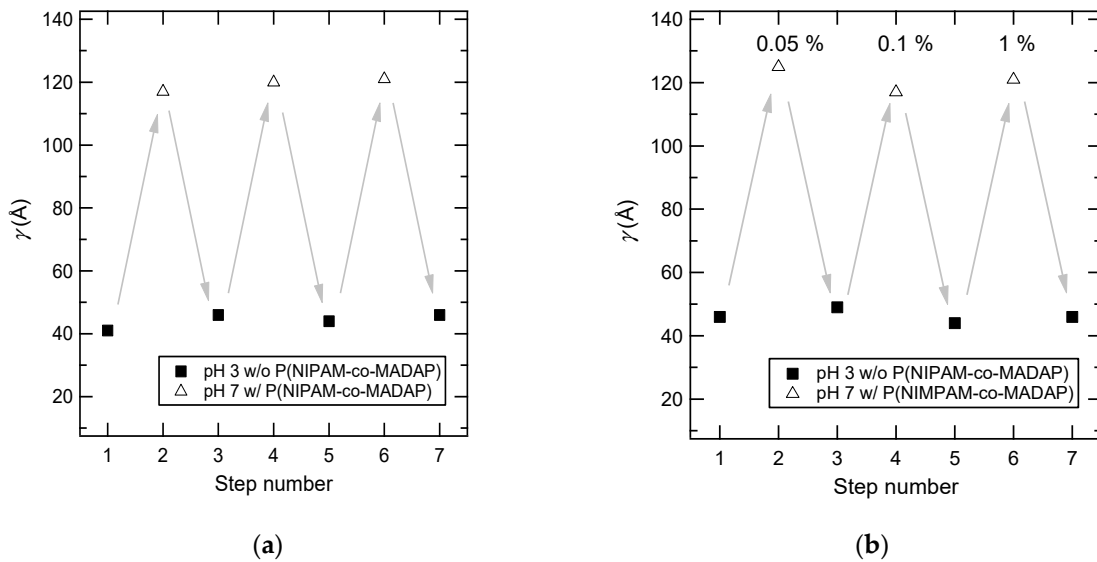 140
120
100
80
60
40
20
γ (Å)
■ pH 3 w/o P(NIPAM-co-MADAP)
△ pH 7 w/ P(NIPAM-co-MADAP)
1 2 3 4 5 6 7
Step number
(a)
140
120
100
80
60
40
20
γ (Å)
0.05 % 0.1 % 1 %
■ pH 3 w/o P(NIPAM-co-MADAP)
△ pH 7 w/ P(NIMPAM-co-MADAP)
1 2 3 4 5 6 7
Step number
(b)